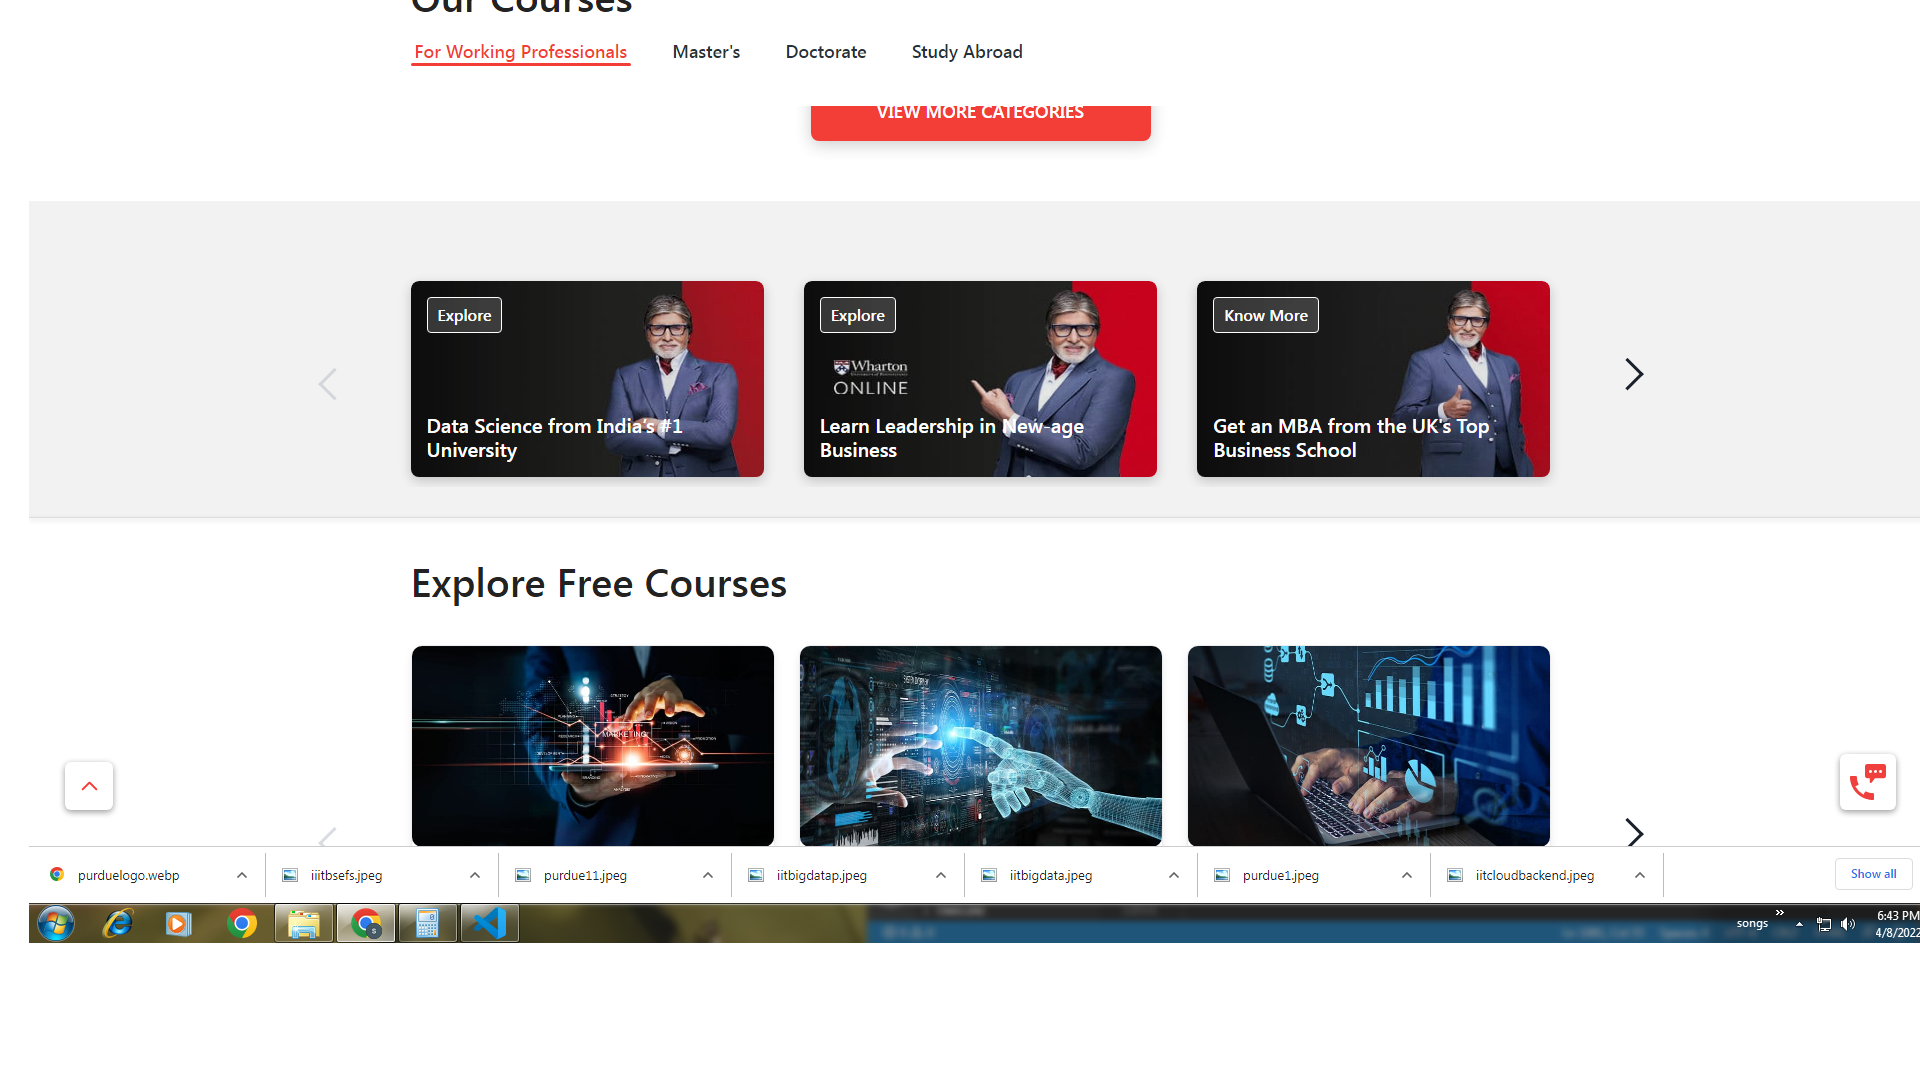 Our Courses
For Working Professionals
Master's
Doctorate
Study Abroad
VIEW MORE CATEGORIES
Explore
Data Science from India's #1
University
Explore
Wharton
ONLINE
Learn Leadership in New-age
Business
Know More
Get an MBA from the UK's Top
Business School
Explore Free Courses
STRATEGY
MARKETING
purduelogo.webp
iiitbsefs.jpeg
purdue11.jpeg
iitbigdatap.jpeg
iitbigdata.jpeg
purdue1.jpeg
iitcloudbackend.jpeg
Show all
songs
6:43 PM
4/8/2022